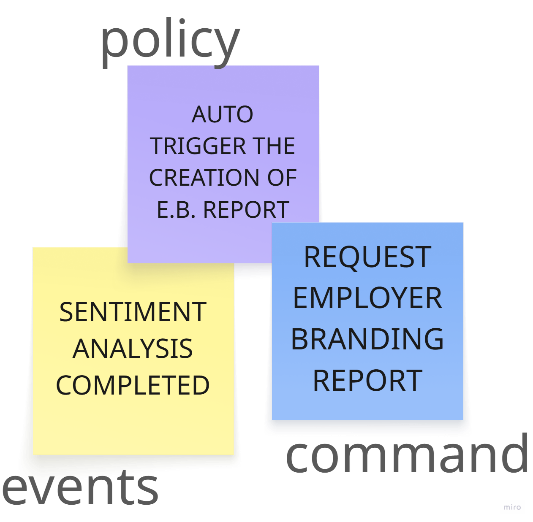 policy
AUTO
TRIGGER THE
CREATION OF
E.B. REPORT
SENTIMENT
ANALYSIS
COMPLETED
events
REQUEST
EMPLOYER
BRANDING
REPORT
command
miro